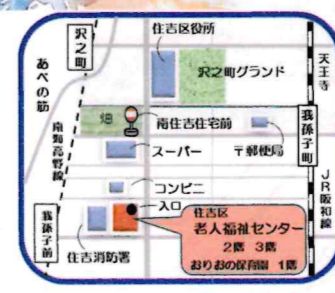 住吉区役所
沢之町
あべの筋
沢之町グランド
天王寺
南海高野線
畑
南住吉住宅前
我孫子町
スーパー
〒郵便局
コンビニ
入口
JR阪和線
我孫子前
住吉消防署
住吉区
老人福祉センター
2階 3階
おりおの保育園 1階